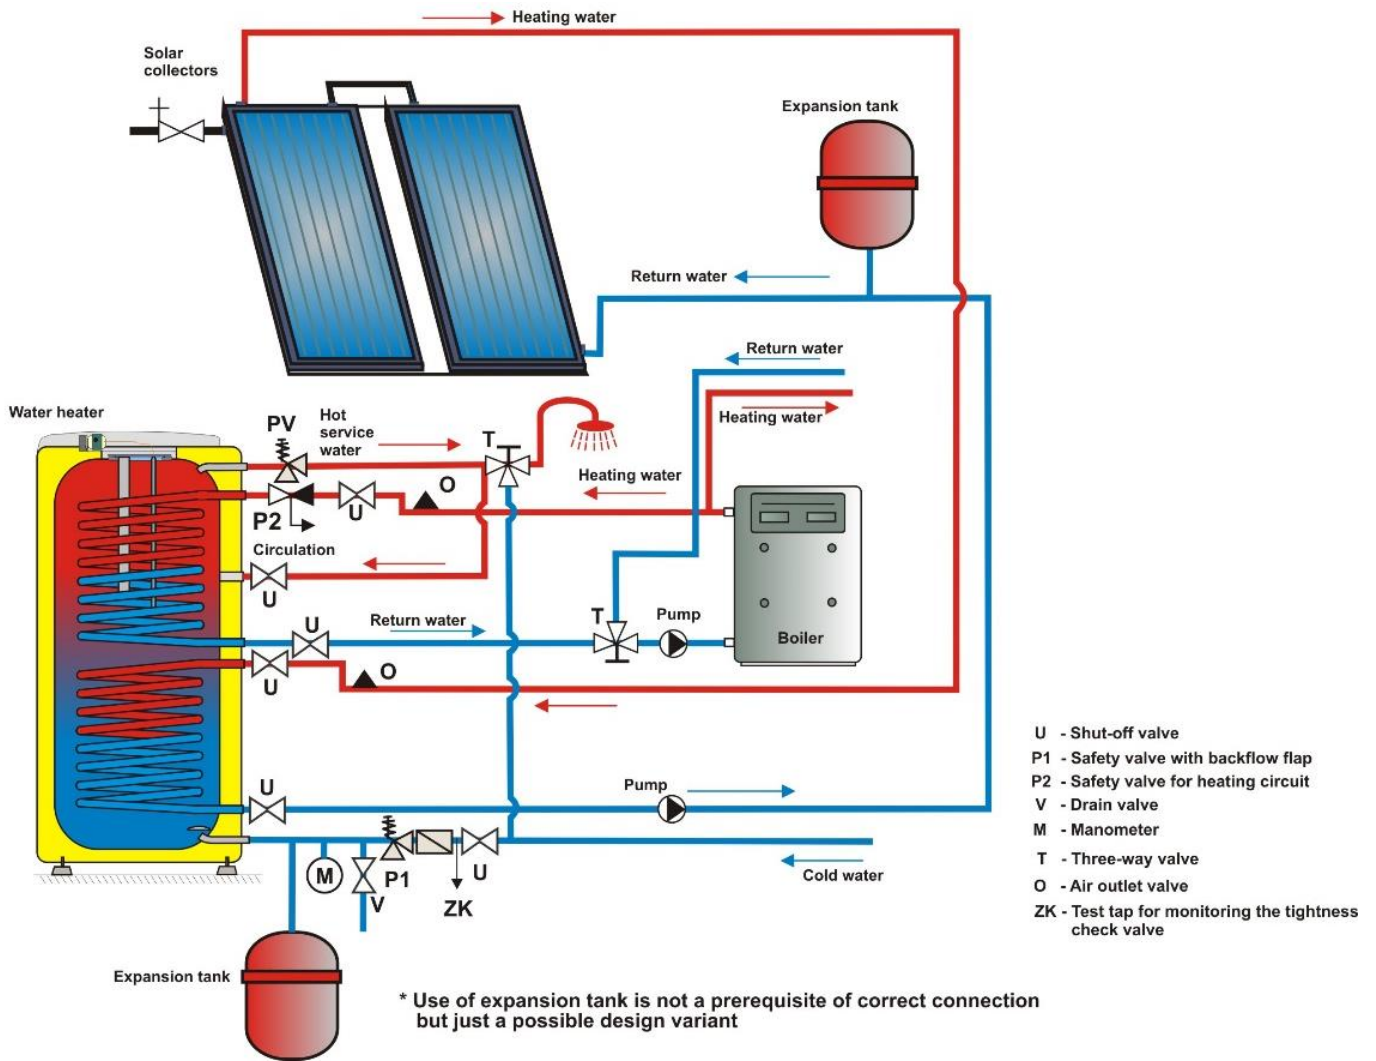 Heating water
Solar
collectors
Expansion tank
Return water
Return water
Heating water
Water heater
PV
Hot
service
water
T
Heating water
O
P2
U
Circulation
U
Return water
U
T
Pump
Boiler
U
O
U
Pump
M
V
P1
ZK
U
Cold water
Expansion tank
U - Shut-off valve
P1 - Safety valve with backflow flap
P2 - Safety valve for heating circuit
V - Drain valve
M - Manometer
T - Three-way valve
O - Air outlet valve
ZK - Test tap for monitoring the tightness
check valve
* Use of expansion tank is not a prerequisite of correct connection
but just a possible design variant